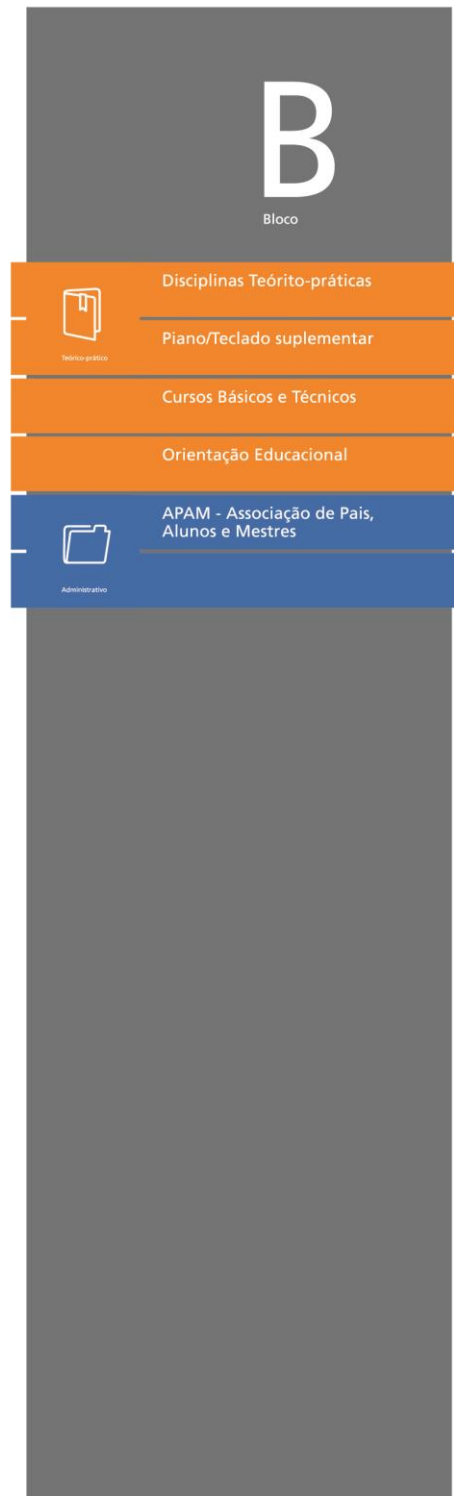 B
Bloco
Disciplinas Teórito-práticas
Teórico-prático
Piano/Teclado suplementar
Cursos Básicos e Técnicos
Orientação Educacional
APAM - Associação de Pais,
Alunos e Mestres
Administrativo